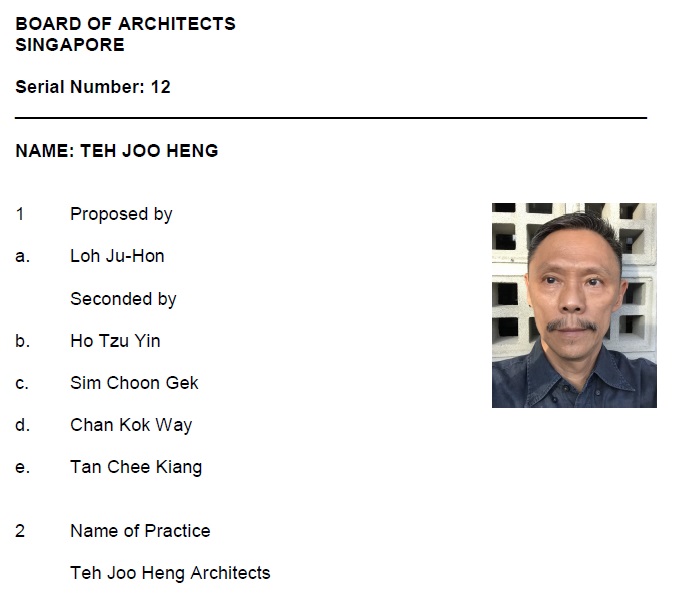 BOARD OF ARCHITECTS
SINGAPORE
Serial Number: 12
NAME: TEH JOO HENG
1 Proposed by
a. Loh Ju-Hon
Seconded by
b. Ho Tzu Yin
c. Sim Choon Gek
d. Chan Kok Way
e. Tan Chee Kiang
2 Name of Practice
Teh Joo Heng Architects